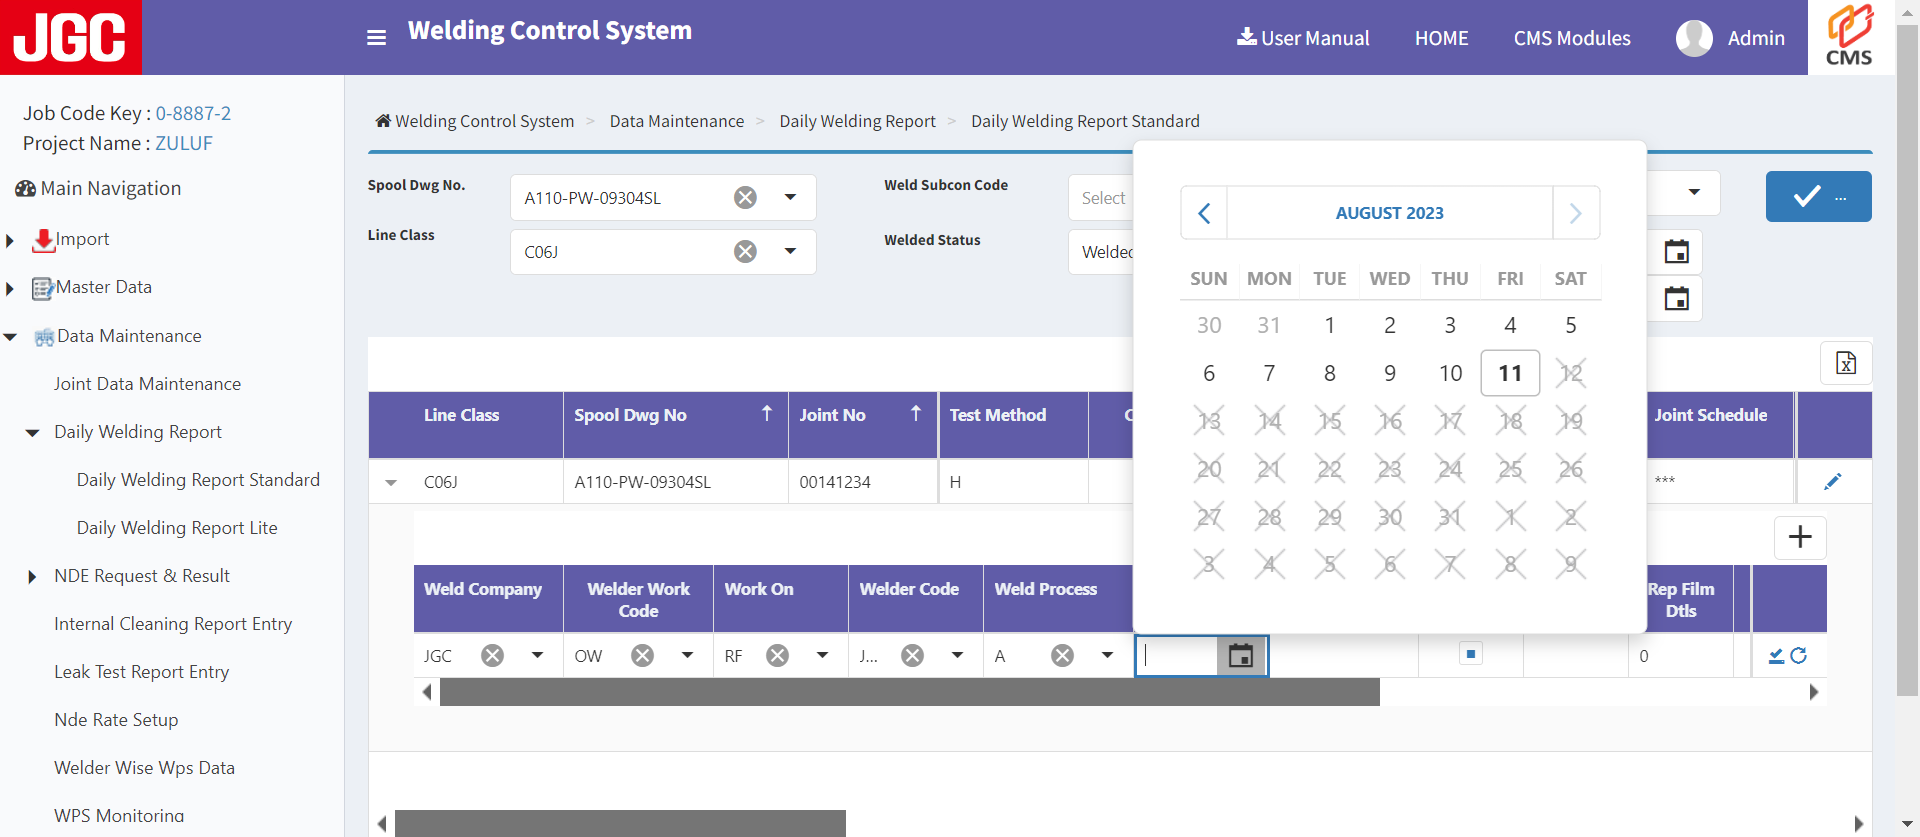 JGC
Welding Control System
User Manual
HOME
CMS Modules
Admin
CMS
Job Code Key : 0-8887-2
Project Name : ZULUF
Main Navigation
Import
Master Data
Data Maintenance
Joint Data Maintenance
Daily Welding Report
Daily Welding Report Standard
Daily Welding Report Lite
NDE Request & Result
Internal Cleaning Report Entry
Leak Test Report Entry
Nde Rate Setup
Welder Wise Wps Data
WPS Monitoring
Welding Control System > Data Maintenance > Daily Welding Report > Daily Welding Report Standard
Spool Dwg No. A110-PW-09304SL
Weld Subcon Code Select
...
Line Class C06J
Welded Status Welded
AUGUST 2023
SUN MON TUE WED THU FRI SAT
30 31 1 2 3 4 5
6 7 8 9 10 11 12
13 14 15 16 17 18 19
20 21 22 23 24 25 26
27 28 29 30 31 1 2
3 4 5 6 7 8 9
Line Class Spool Dwg No Joint No Test Method C Joint Schedule
C06J A110-PW-09304SL 00141234 H ***
Weld Company Welder Work Code Work On Welder Code Weld Process Rep Film Dtls
JGC OW RF J... A 0